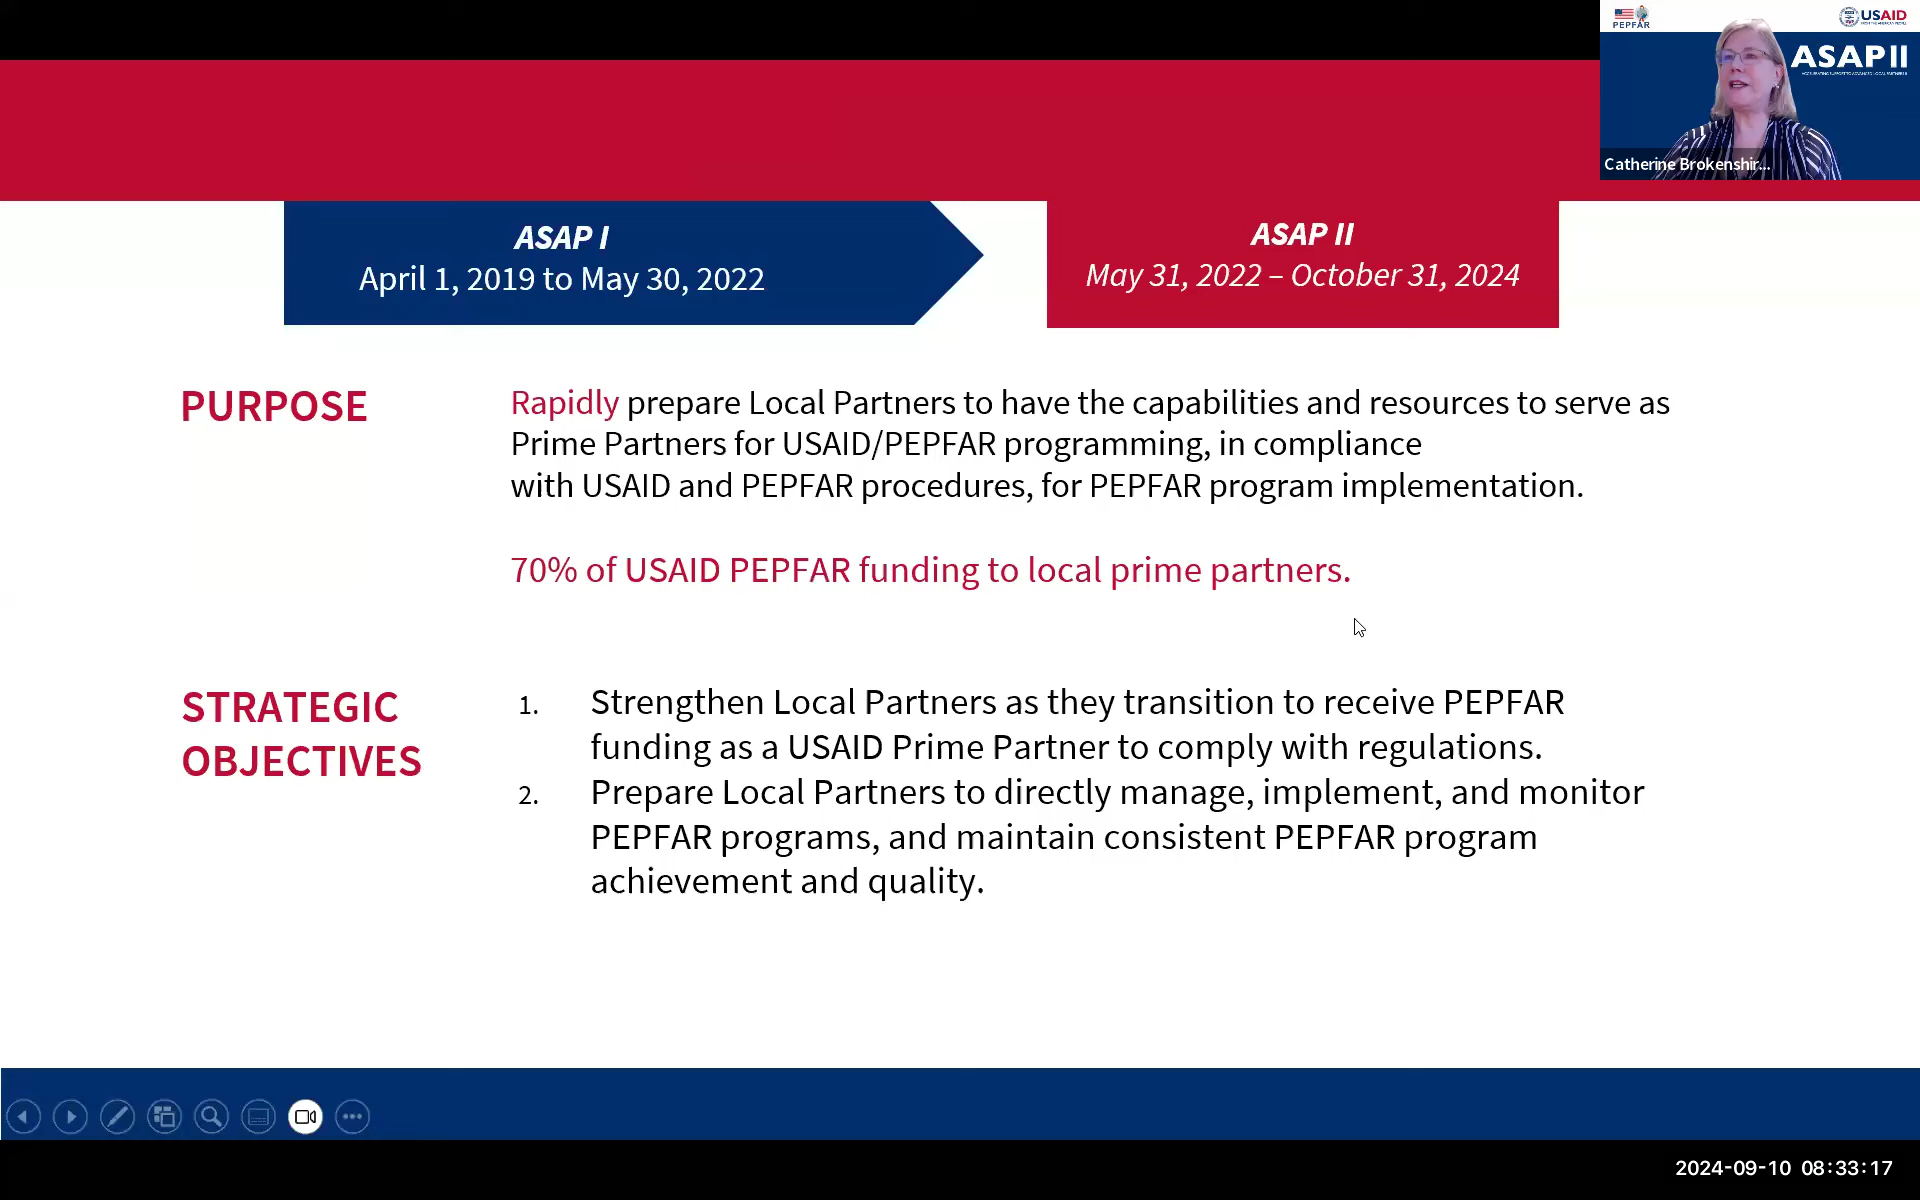 PEPFAR
USAID
ASAP II
Catherine Brokenshir...
ASAP I
April 1, 2019 to May 30, 2022
ASAP II
May 31, 2022 – October 31, 2024
PURPOSE
Rapidly prepare Local Partners to have the capabilities and resources to serve as
Prime Partners for USAID/PEPFAR programming, in compliance
with USAID and PEPFAR procedures, for PEPFAR program implementation.
70% of USAID PEPFAR funding to local prime partners.
STRATEGIC
OBJECTIVES
1. Strengthen Local Partners as they transition to receive PEPFAR
funding as a USAID Prime Partner to comply with regulations.
2. Prepare Local Partners to directly manage, implement, and monitor
PEPFAR programs, and maintain consistent PEPFAR program
achievement and quality.
2024-09-10 08:33:17